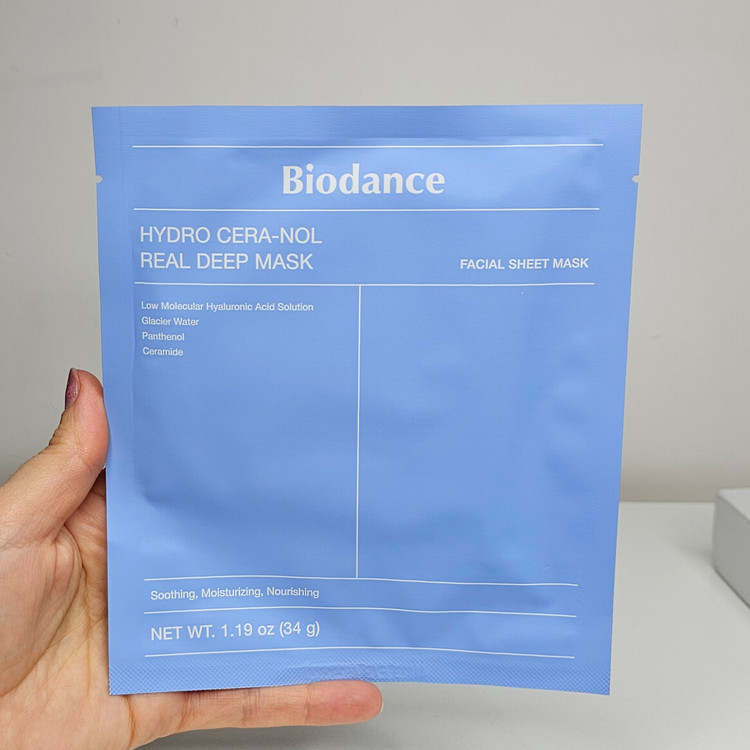 Biodance
HYDRO CERA-NOL
REAL DEEP MASK
FACIAL SHEET MASK
Low Molecular Hyaluronic Acid Solution
Glacier Water
Panthenol
Ceramide
Soothing, Moisturizing, Nourishing
NET WT. 1.19 oz (34 g)